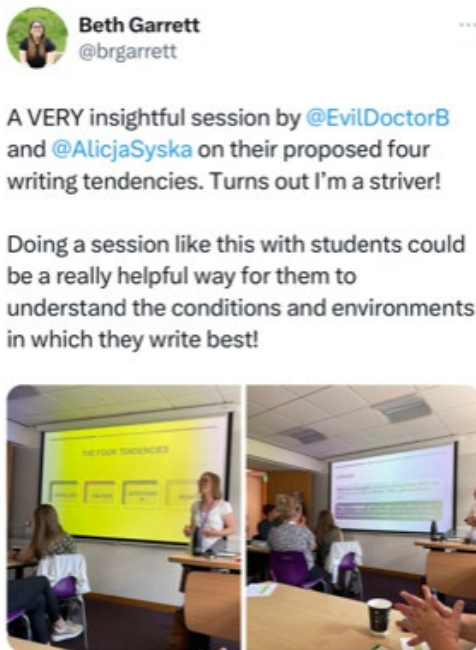 Beth Garrett
@brgarrett
A VERY insightful session by @EvilDoctorB
and @AlicjaSyska on their proposed four
writing tendencies. Turns out I'm a striver!
Doing a session like this with students could
be a really helpful way for them to
understand the conditions and environments
in which they write best!
THE FOUR TENDENCIES